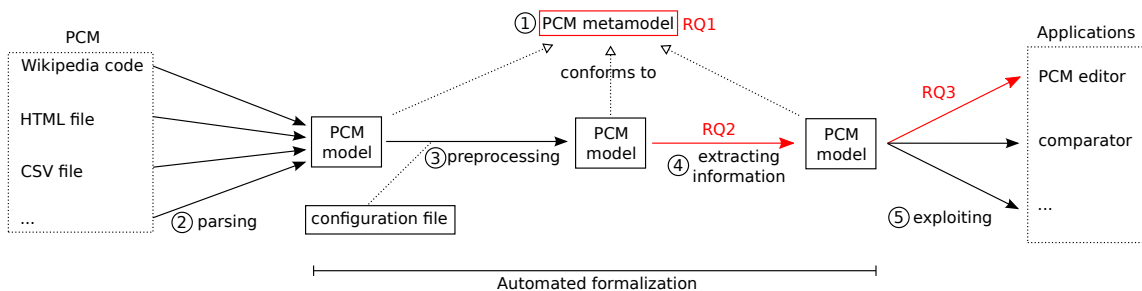 ① PCM metamodel RQ1
PCM
Applications
Wikipedia code
conforms to
PCM editor
RQ3
HTML file
PCM
model
③ preprocessing
PCM
model
RQ2
④ extracting
information
PCM
model
comparator
CSV file
...
② parsing
configuration file
⑤ exploiting
...
Automated formalization